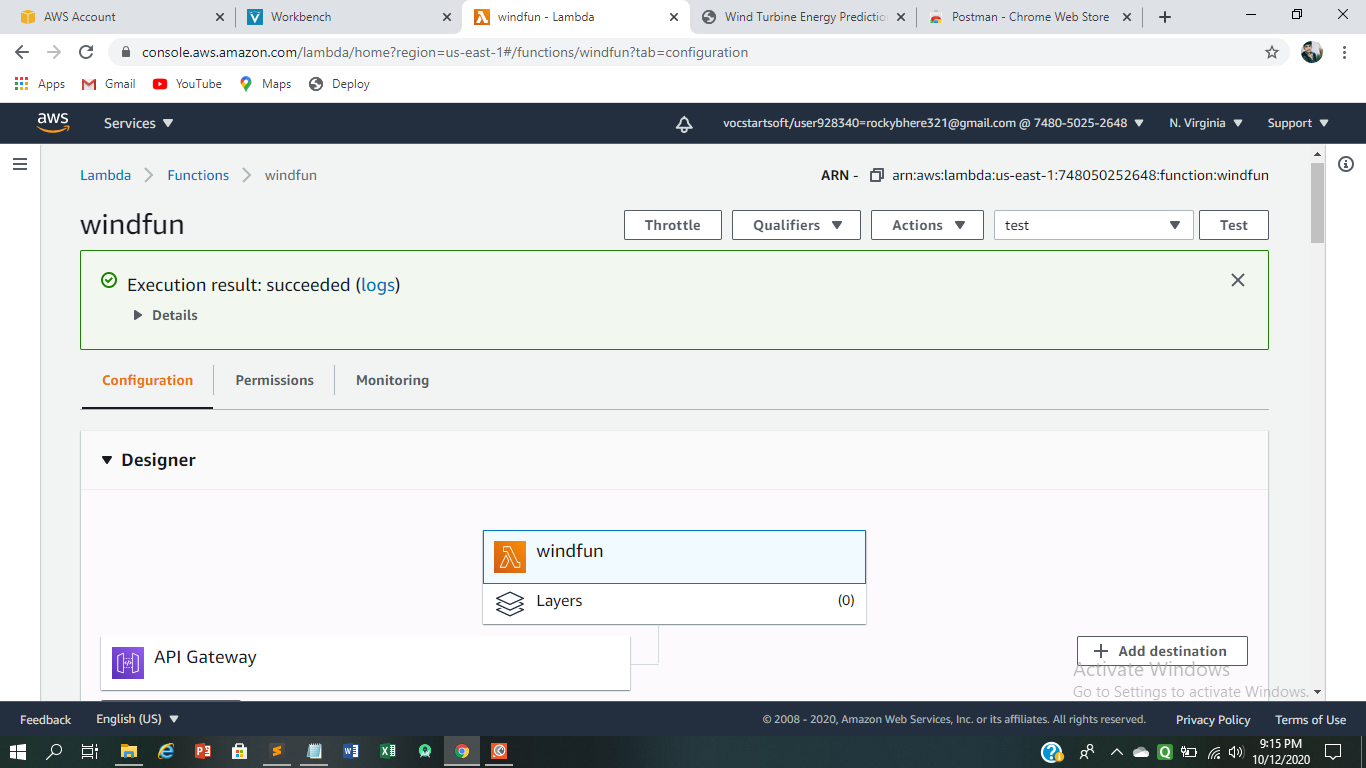 AWS Account
Workbench
windfun - Lambda
Wind Turbine Energy Predictio
Postman - Chrome Web Store
console.aws.amazon.com/lambda/home?region=us-east-1#/functions/windfun?tab=configuration
Apps
Gmail
YouTube
Maps
Deploy
aws
Services
vocstartsoft/user928340=rockybhere321@gmail.com @ 7480-5025-2648
N. Virginia
Support
Lambda
Functions
windfun
ARN - arn:aws:lambda:us-east-1:748050252648:function:windfun
windfun
Throttle
Qualifiers
Actions
test
Test
Execution result: succeeded (logs)
Details
Configuration
Permissions
Monitoring
Designer
windfun
Layers
(0)
API Gateway
+ Add destination
Activate Windows
Go to Settings to activate Windows.
Feedback
English (US)
© 2008 - 2020, Amazon Web Services, Inc. or its affiliates. All rights reserved.
Privacy Policy
Terms of Use
9:15 PM
10/12/2020